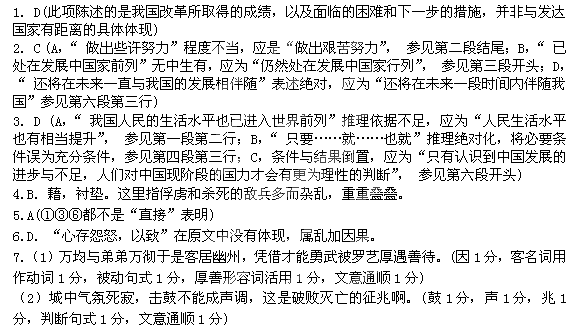 1. D(此项陈述的是我国改革所取得的成绩，以及面临的困难和下一步的措施，并非与发达
国家有距离的具体体现)
2. C(A,“ 做出些许努力”程度不当，应是“做出艰苦努力”， 参见第二段结尾；B,“ 已
处在发展中国家前列”无中生有，应为“仍然处在发展中国家行列”， 参见第三段开头；D,
“ 还将在未来一直与我国的发展相伴随”表述绝对，应为“还将在未来一段时间内伴随我
国”参见第六段第三行)
3. D (A,“ 我国人民的生活水平也已进入世界前列”推理依据不足，应为“人民生活水平
也有相当提升”， 参见第一段第二行；B,“ 只要……就……也就”推理绝对化，将必要条
件误为充分条件，参见第四段第三行；C，条件与结果倒置，应为“只有认识到中国发展的
进步与不足，人们对中国现阶段的国力才会有更为理性的判断”， 参见第六段开头)
4.B．藉，衬垫。这里指俘虏和杀死的敌兵多而杂乱，重重叠叠。
5.A(①③⑥都不是“直接”表明)
6.D．“心存怨怒，以致”在原文中没有体现，属乱加因果。
7.（1）万均与弟弟万彻于是客居幽州，凭借才能勇武被罗艺厚遇善待。(因1分，客名词用
作动词1分，被动句式1分，厚善形容词活用1分，文意通顺1分)
（2）城中气氛死寂，击鼓不能成声调，这是破败灭亡的征兆啊。(鼓1分，声1分，兆1
分，判断句式1分，文意通顺1分)